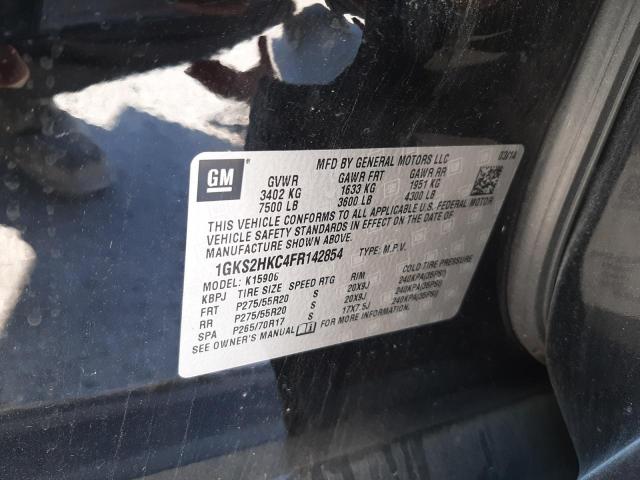 GM
MFD BY GENERAL MOTORS LLC 03/14
GVWR GAWR FRT GAWR RR
3402 KG 1633 KG 1951 KG
7500 LB 3600 LB 4300 LB
THIS VEHICLE CONFORMS TO ALL APPLICABLE U.S. FEDERAL MOTOR
VEHICLE SAFETY STANDARDS IN EFFECT ON THE DATE OF
MANUFACTURE SHOWN ABOVE.
1GKS2HKC4FR142854 TYPE: M.P.V.
MODEL: K15906
KBPJ TIRE SIZE SPEED RTG RIM COLD TIRE PRESSURE
FRT P275/55R20 S 20X9J 240KPA(35PSI)
RR P275/55R20 S 20X9J 240KPA(35PSI)
SPA P265/70R17 S 17X7.5J 240KPA(35PSI)
SEE OWNER'S MANUAL FOR MORE INFORMATION.